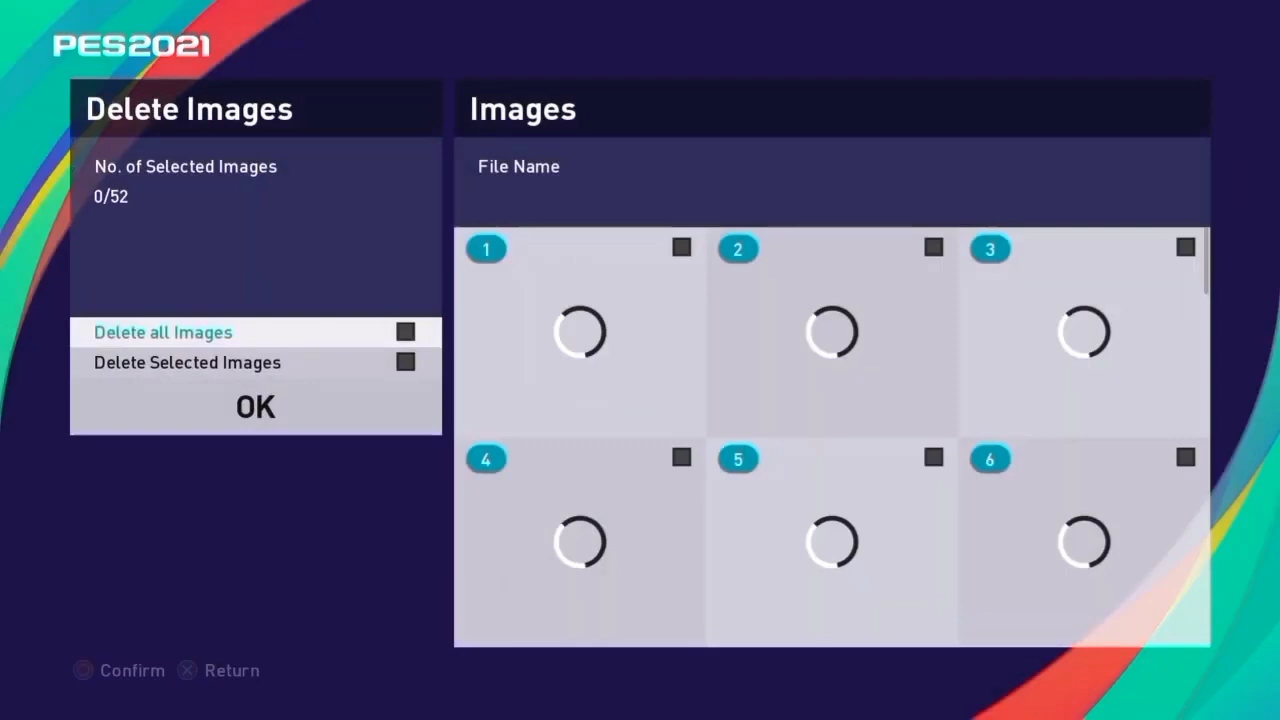 PES2021
Delete Images
No. of Selected Images
0/52
Delete all Images
Delete Selected Images
OK
Images
File Name
1
2
3
4
5
6
Confirm
Return